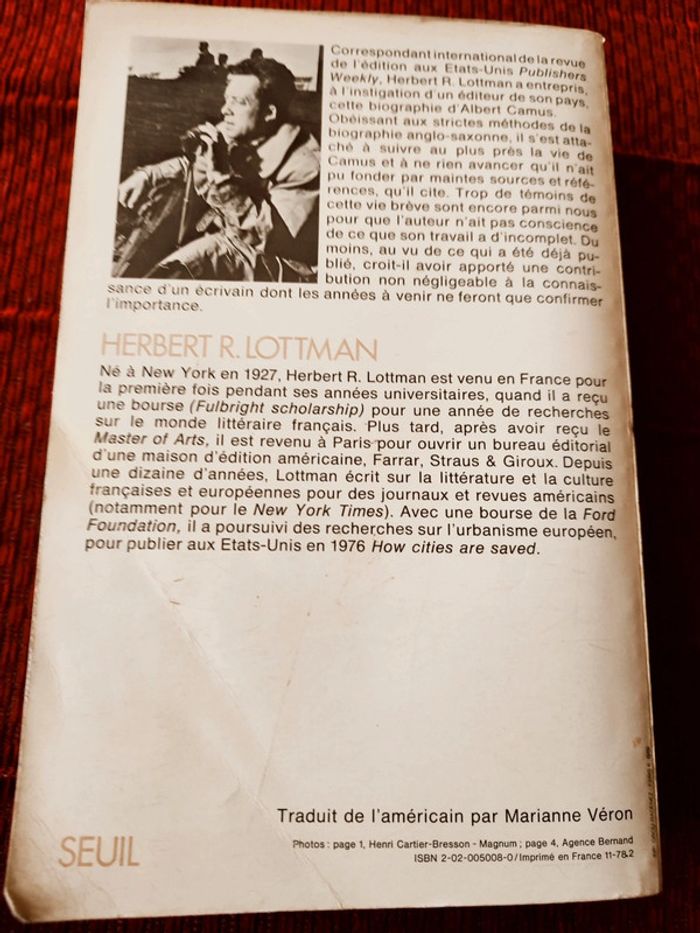 Correspondant international de la revue
de l'édition aux Etats-Unis Publishers
Weekly, Herbert R. Lottman a entrepris,
à l'instigation d'un éditeur de son pays,
cette biographie d'Albert Camus.
Obéissant aux strictes méthodes de la
biographie anglo-saxonne, il s'est atta-
ché à suivre au plus près la vie de
Camus et à ne rien avancer qu'il n'ait
pu fonder par maintes sources et réfé-
rences, qu'il cite. Trop de témoins de
cette vie brève sont encore parmi nous
pour que l'auteur n'ait pas conscience
de ce que son travail a d'incomplet. Du
moins, au vu de ce qui a été déjà pu-
blié, croit-il avoir apporté une contri-
bution non négligeable à la connais-
sance d'un écrivain dont les années à venir ne feront que confirmer
l'importance.
HERBERT R. LOTTMAN
Né à New York en 1927, Herbert R. Lottman est venu en France pour
la première fois pendant ses années universitaires, quand il a reçu
une bourse (Fulbright scholarship) pour une année de recherches
sur le monde littéraire français. Plus tard, après avoir reçu le
Master of Arts, il est revenu à Paris pour ouvrir un bureau éditorial
d'une maison d'édition américaine, Farrar, Straus & Giroux. Depuis
une dizaine d'années, Lottman écrit sur la littérature et la culture
françaises et européennes pour des journaux et revues américains
(notamment pour le New York Times). Avec une bourse de la Ford
Foundation, il a poursuivi des recherches sur l'urbanisme européen,
pour publier aux Etats-Unis en 1976 How cities are saved.
Traduit de l'américain par Marianne Véron
Photos : page 1, Henri Cartier-Bresson - Magnum ; page 4, Agence Bernand
ISBN 2-02-005008-0 / Imprimé en France 11-78.2
SEUIL